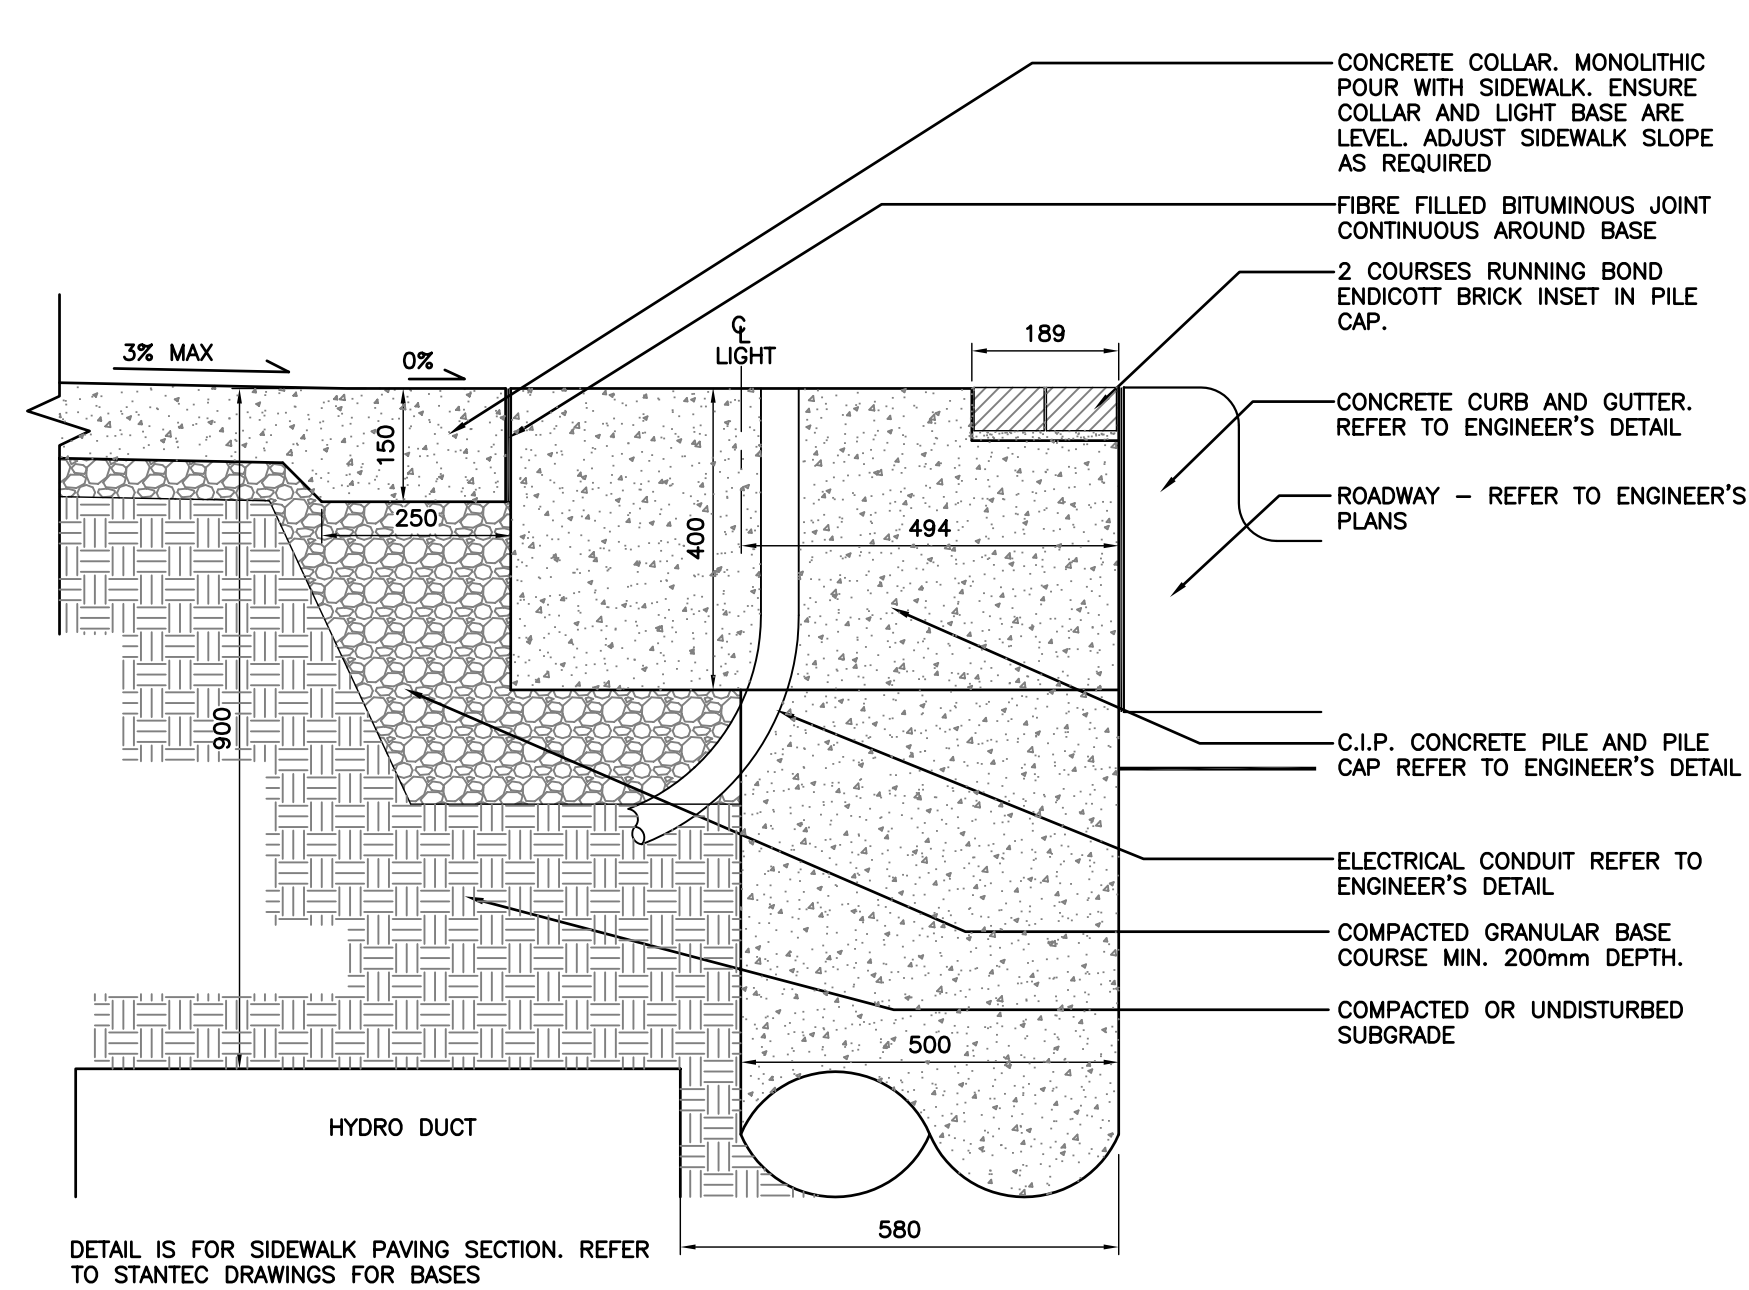 CONCRETE COLLAR. MONOLITHIC
POUR WITH SIDEWALK. ENSURE
COLLAR AND LIGHT BASE ARE
LEVEL. ADJUST SIDEWALK SLOPE
AS REQUIRED
FIBRE FILLED BITUMINOUS JOINT
CONTINUOUS AROUND BASE
2 COURSES RUNNING BOND
ENDICOTT BRICK INSET IN PILE
CAP.
℄
LIGHT
189
3% MAX
0%
CONCRETE CURB AND GUTTER.
REFER TO ENGINEER'S DETAIL
150
ROADWAY – REFER TO ENGINEER'S
PLANS
250
400
494
900
C.I.P. CONCRETE PILE AND PILE
CAP REFER TO ENGINEER'S DETAIL
ELECTRICAL CONDUIT REFER TO
ENGINEER'S DETAIL
COMPACTED GRANULAR BASE
COURSE MIN. 200mm DEPTH.
COMPACTED OR UNDISTURBED
SUBGRADE
500
HYDRO DUCT
580
DETAIL IS FOR SIDEWALK PAVING SECTION. REFER
TO STANTEC DRAWINGS FOR BASES